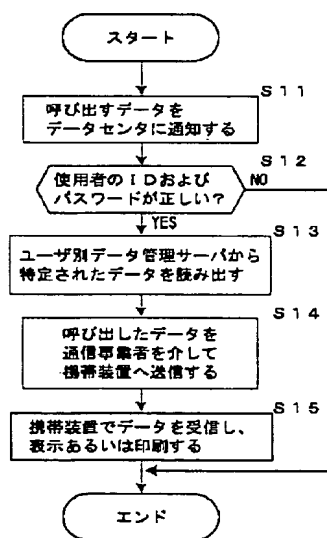 スタート
S11
呼び出すデータを
データセンタに通知する
S12
使用者のIDおよび
パスワードが正しい?
NO
YES
S13
ユーザ別データ管理サーバから
特定されたデータを読み出す
S14
呼び出したデータを
通信事業者を介して
携帯装置へ送信する
S15
携帯装置でデータを受信し、
表示あるいは印刷する
エンド